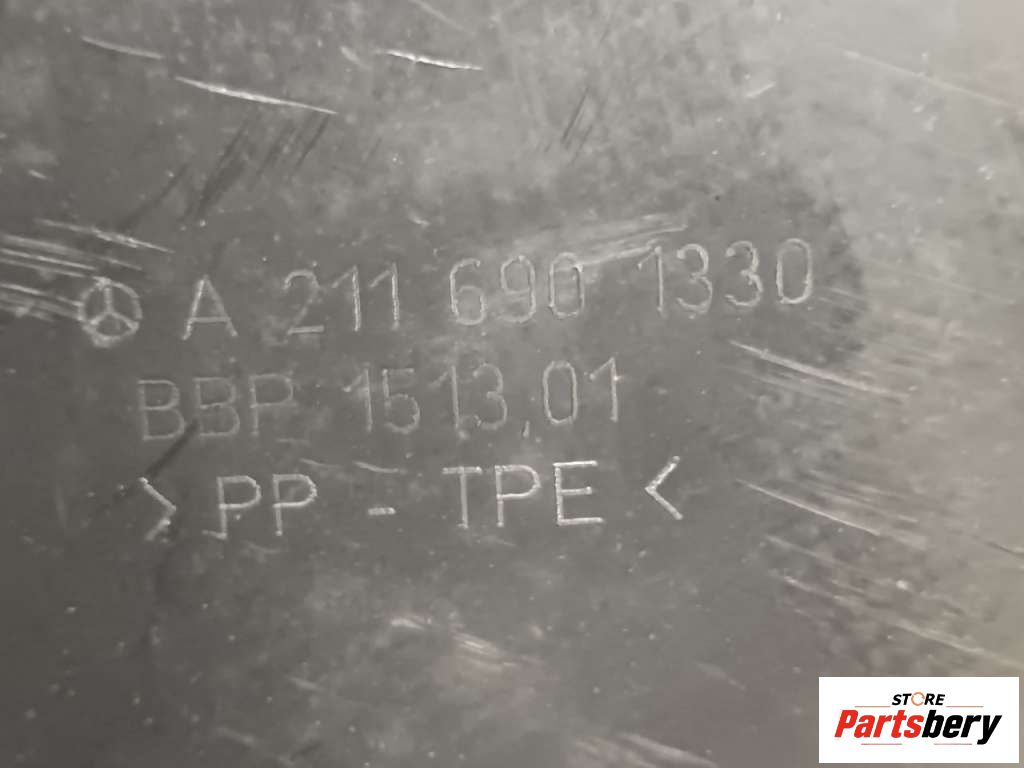 A 211 690 1330
BBP 1513,01
>PP - TPE<
STORE
Partsbery